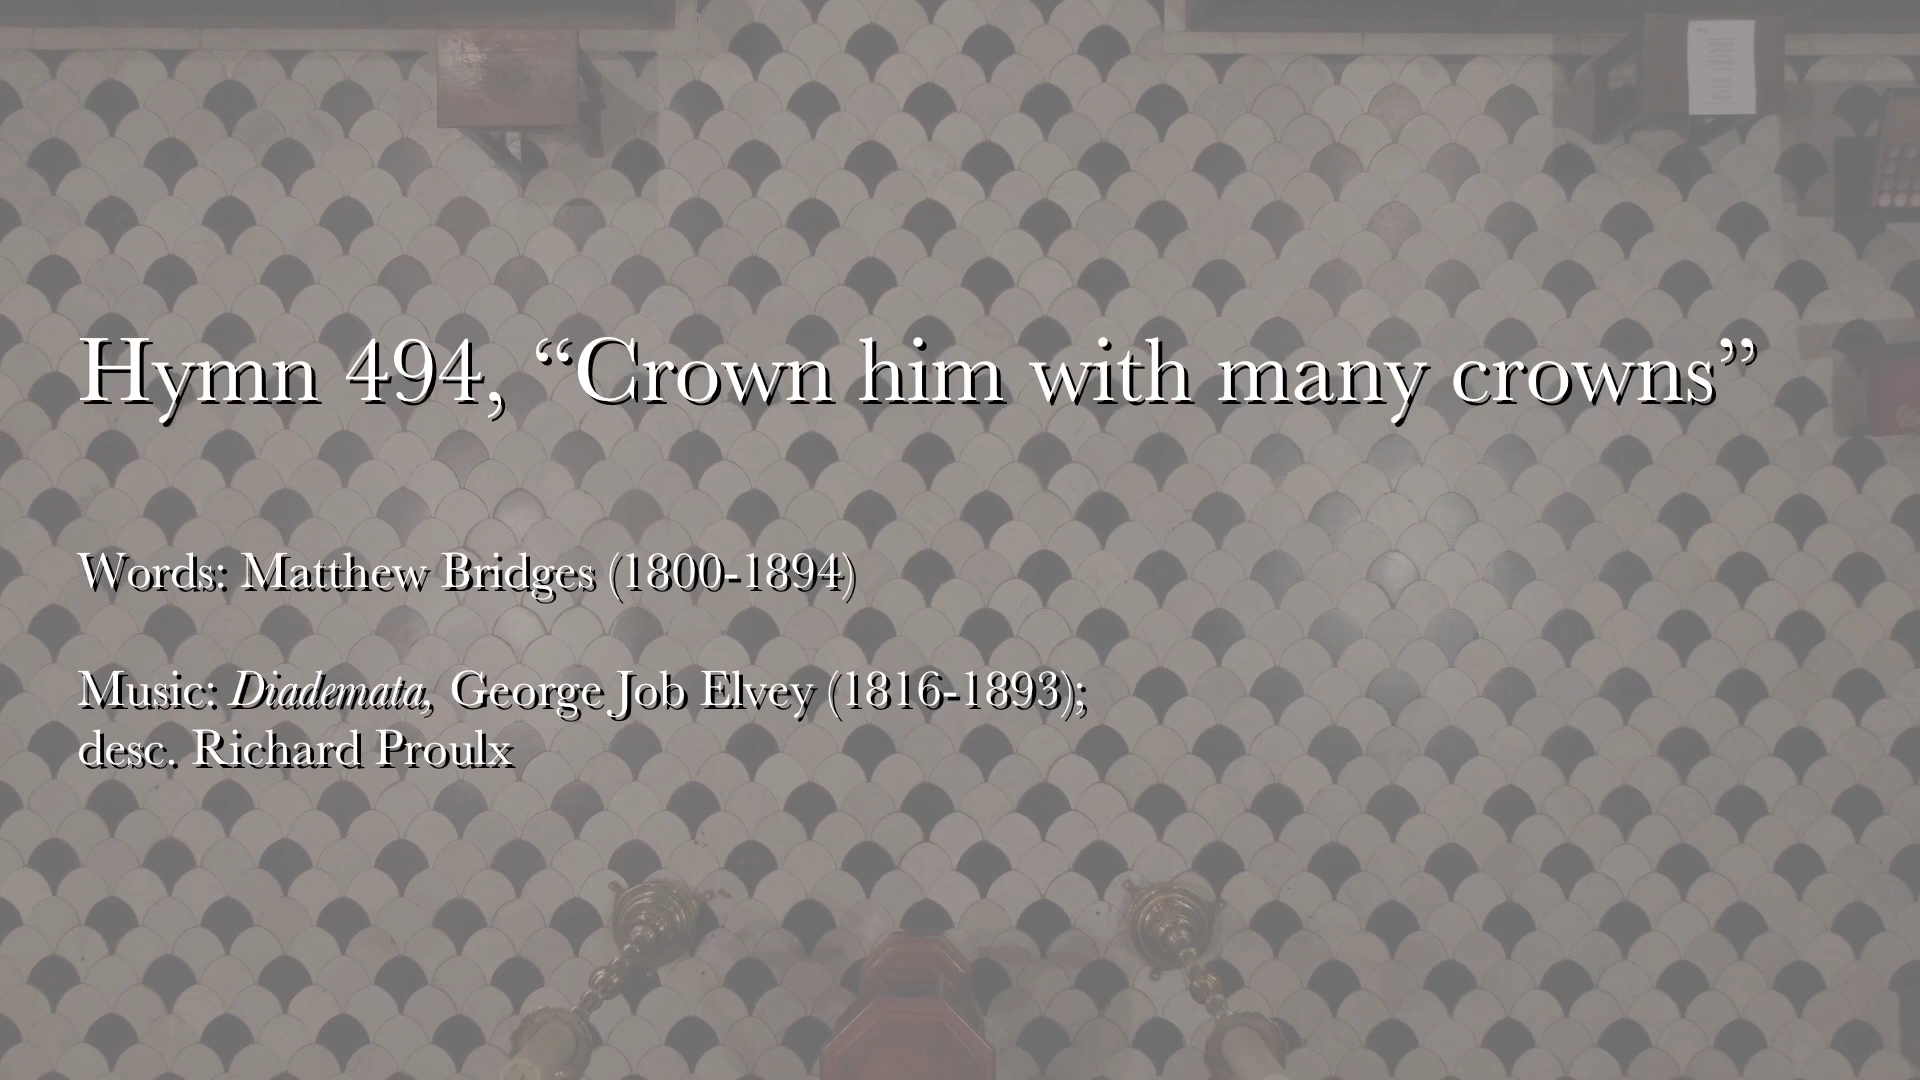 Hymn 494, “Crown him with many crowns”
Words: Matthew Bridges (1800-1894)
Music: Diademata, George Job Elvey (1816-1893);
desc. Richard Proulx